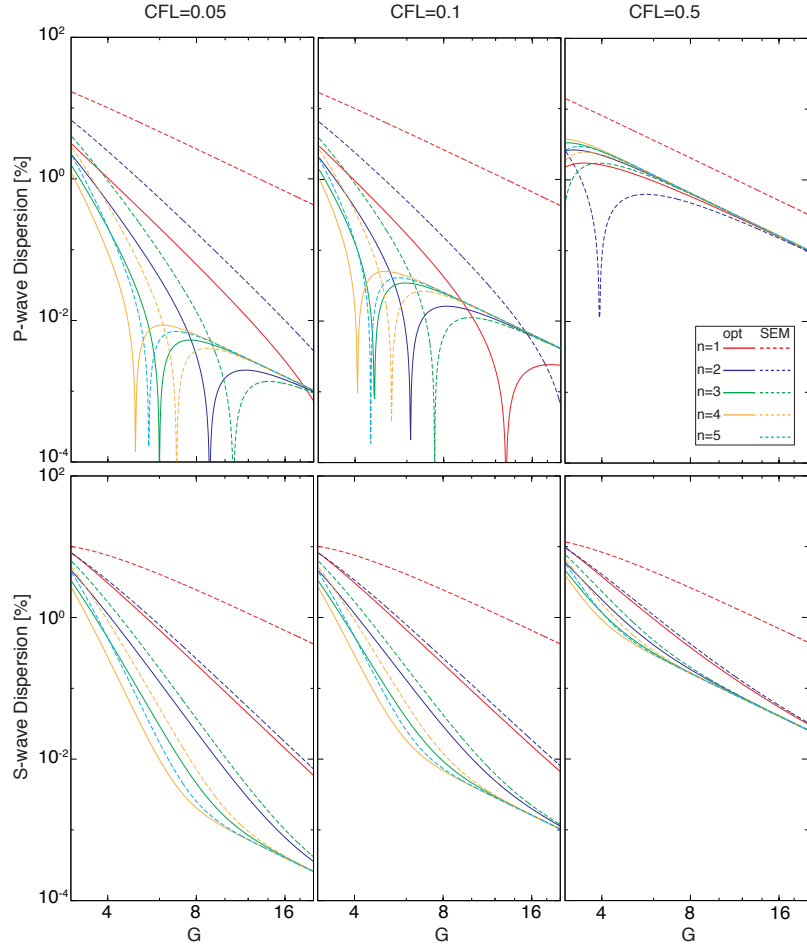 CFL=0.05 CFL=0.1 CFL=0.5
P-wave Dispersion [%]
10²
10⁰
10⁻²
10⁻⁴
opt SEM
n=1
n=2
n=3
n=4
n=5
S-wave Dispersion [%]
10²
10⁰
10⁻²
10⁻⁴
4 8 16 4 8 16 4 8 16
G G G